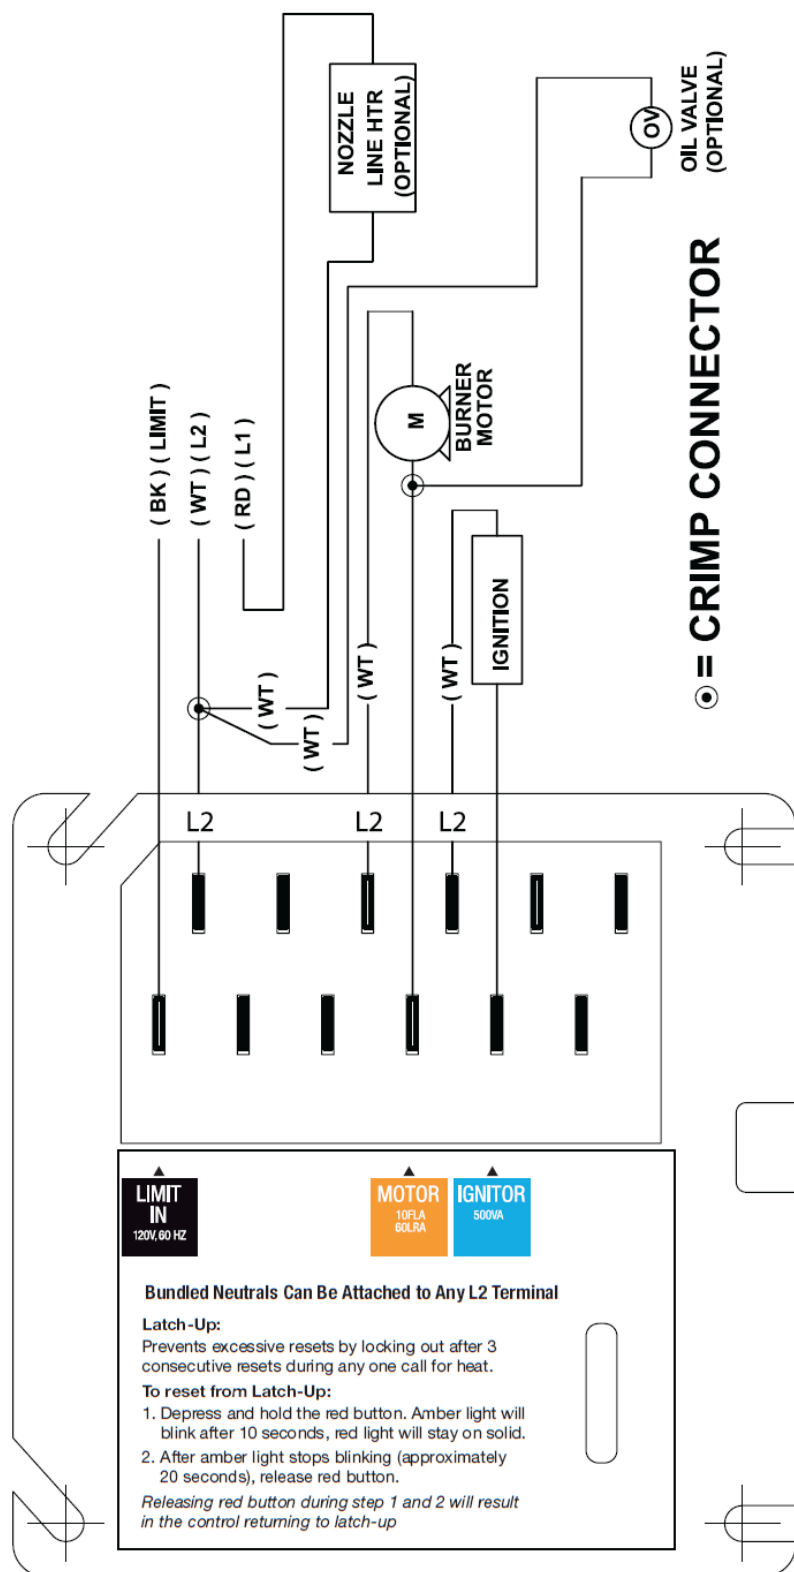 NOZZLE
LINE HTR
(OPTIONAL)
OV
OIL VALVE
(OPTIONAL)
( BK ) ( LIMIT )
( WT ) ( L2 )
( RD ) ( L1 )
M
BURNER
MOTOR
IGNITION
( WT )
( WT )
( WT )
( WT )
= CRIMP CONNECTOR
L2
L2
L2
LIMIT
IN
120V, 60 HZ
MOTOR
10FLA
60LRA
IGNITOR
500VA
Bundled Neutrals Can Be Attached to Any L2 Terminal
Latch-Up:
Prevents excessive resets by locking out after 3
consecutive resets during any one call for heat.
To reset from Latch-Up:
1. Depress and hold the red button. Amber light will
blink after 10 seconds, red light will stay on solid.
2. After amber light stops blinking (approximately
20 seconds), release red button.
Releasing red button during step 1 and 2 will result
in the control returning to latch-up